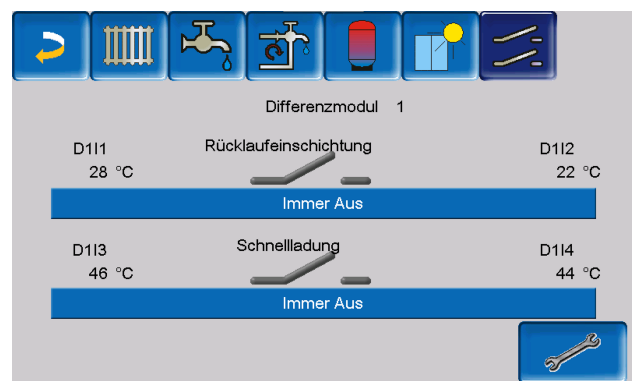 Differenzmodul 1
D1I1 Rücklaufeinschichtung D1I2
28 °C 22 °C
Immer Aus
D1I3 Schnellladung D1I4
46 °C 44 °C
Immer Aus